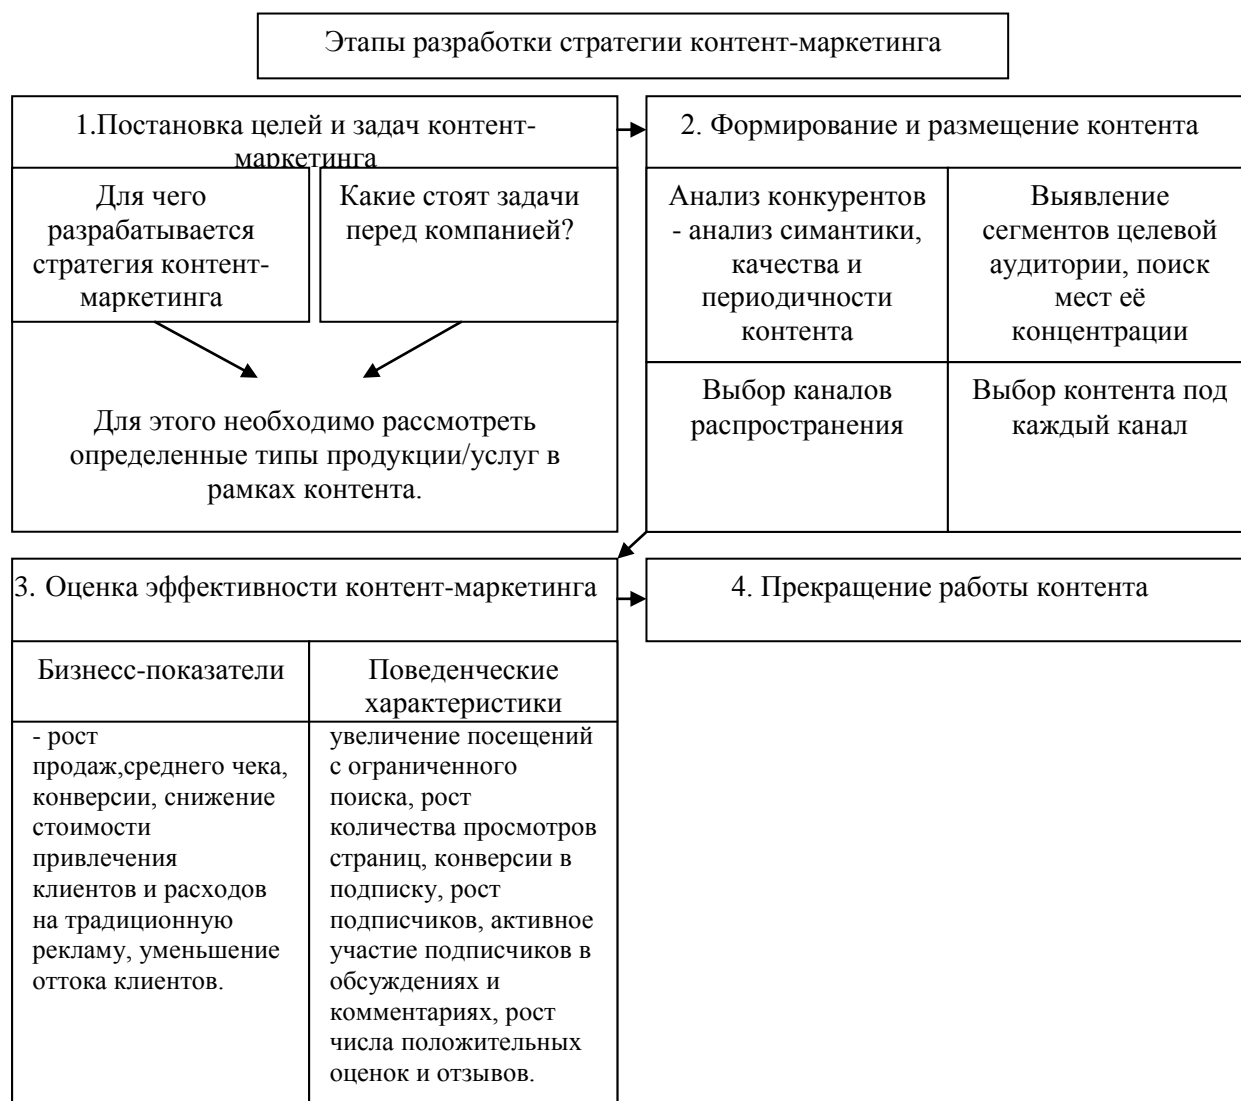 Этапы разработки стратегии контент-маркетинга
1.Постановка целей и задач контент-
маркетинга
Для чего
разрабатывается
стратегия контент-
маркетинга
Какие стоят задачи
перед компанией?
Для этого необходимо рассмотреть
определенные типы продукции/услуг в
рамках контента.
2. Формирование и размещение контента
Анализ конкурентов
- анализ симантики,
качества и
периодичности
контента
Выявление
сегментов целевой
аудитории, поиск
мест её
концентрации
Выбор каналов
распространения
Выбор контента под
каждый канал
3. Оценка эффективности контент-маркетинга
Бизнесс-показатели
- рост
продаж,среднего чека,
конверсии, снижение
стоимости
привлечения
клиентов и расходов
на традиционную
рекламу, уменьшение
оттока клиентов.
Поведенческие
характеристики
увеличение посещений
с ограниченного
поиска, рост
количества просмотров
страниц, конверсии в
подписку, рост
подписчиков, активное
участие подписчиков в
обсуждениях и
комментариях, рост
числа положительных
оценок и отзывов.
4. Прекращение работы контента